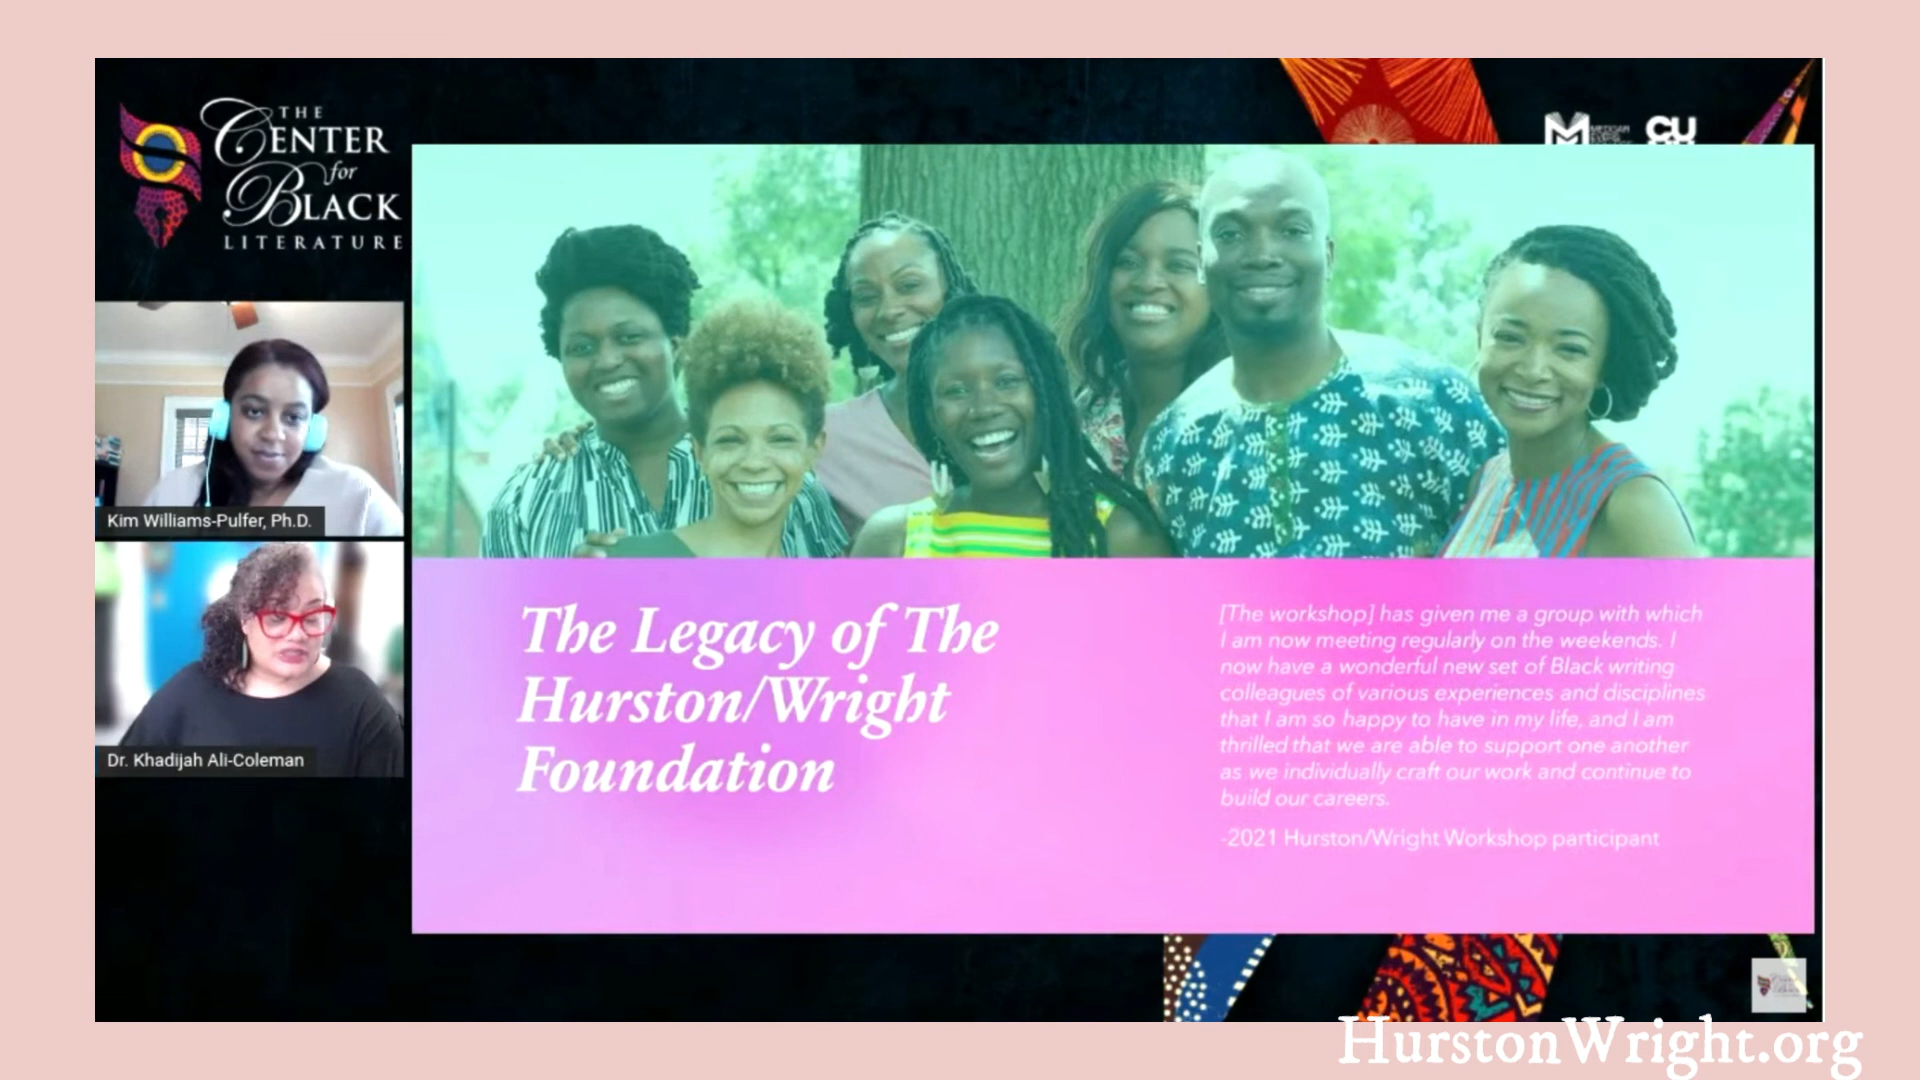 THE
CENTER
for
BLACK
LITERATURE
CU
Kim Williams-Pulfer, Ph.D.
Dr. Khadijah Ali-Coleman
The Legacy of The
Hurston/Wright
Foundation
[The workshop] has given me a group with which
I am now meeting regularly on the weekends. I
now have a wonderful new set of Black writing
colleagues of various experiences and disciplines
that I am so happy to have in my life, and I am
thrilled that we are able to support one another
as we individually craft our work and continue to
build our careers.
-2021 Hurston/Wright Workshop participant
HurstonWright.org